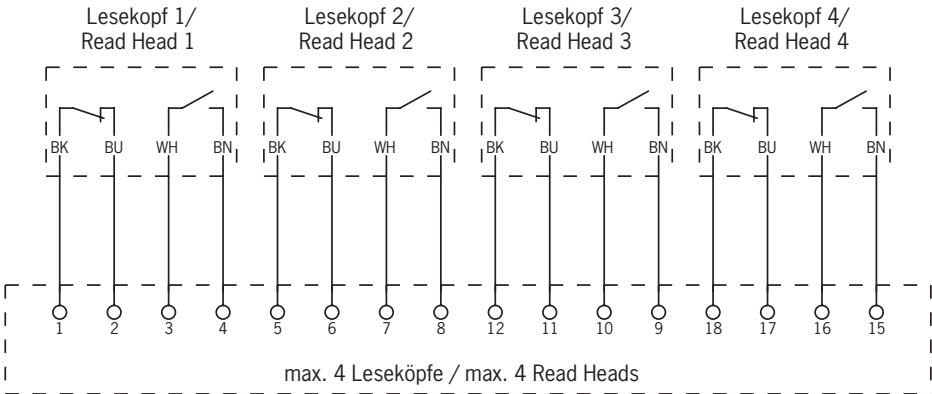 Lesekopf 1/
Read Head 1
Lesekopf 2/
Read Head 2
Lesekopf 3/
Read Head 3
Lesekopf 4/
Read Head 4
BK BU WH BN BK BU WH BN BK BU WH BN BK BU WH BN
1 2 3 4 5 6 7 8 12 11 10 9 18 17 16 15
max. 4 Leseköpfe / max. 4 Read Heads